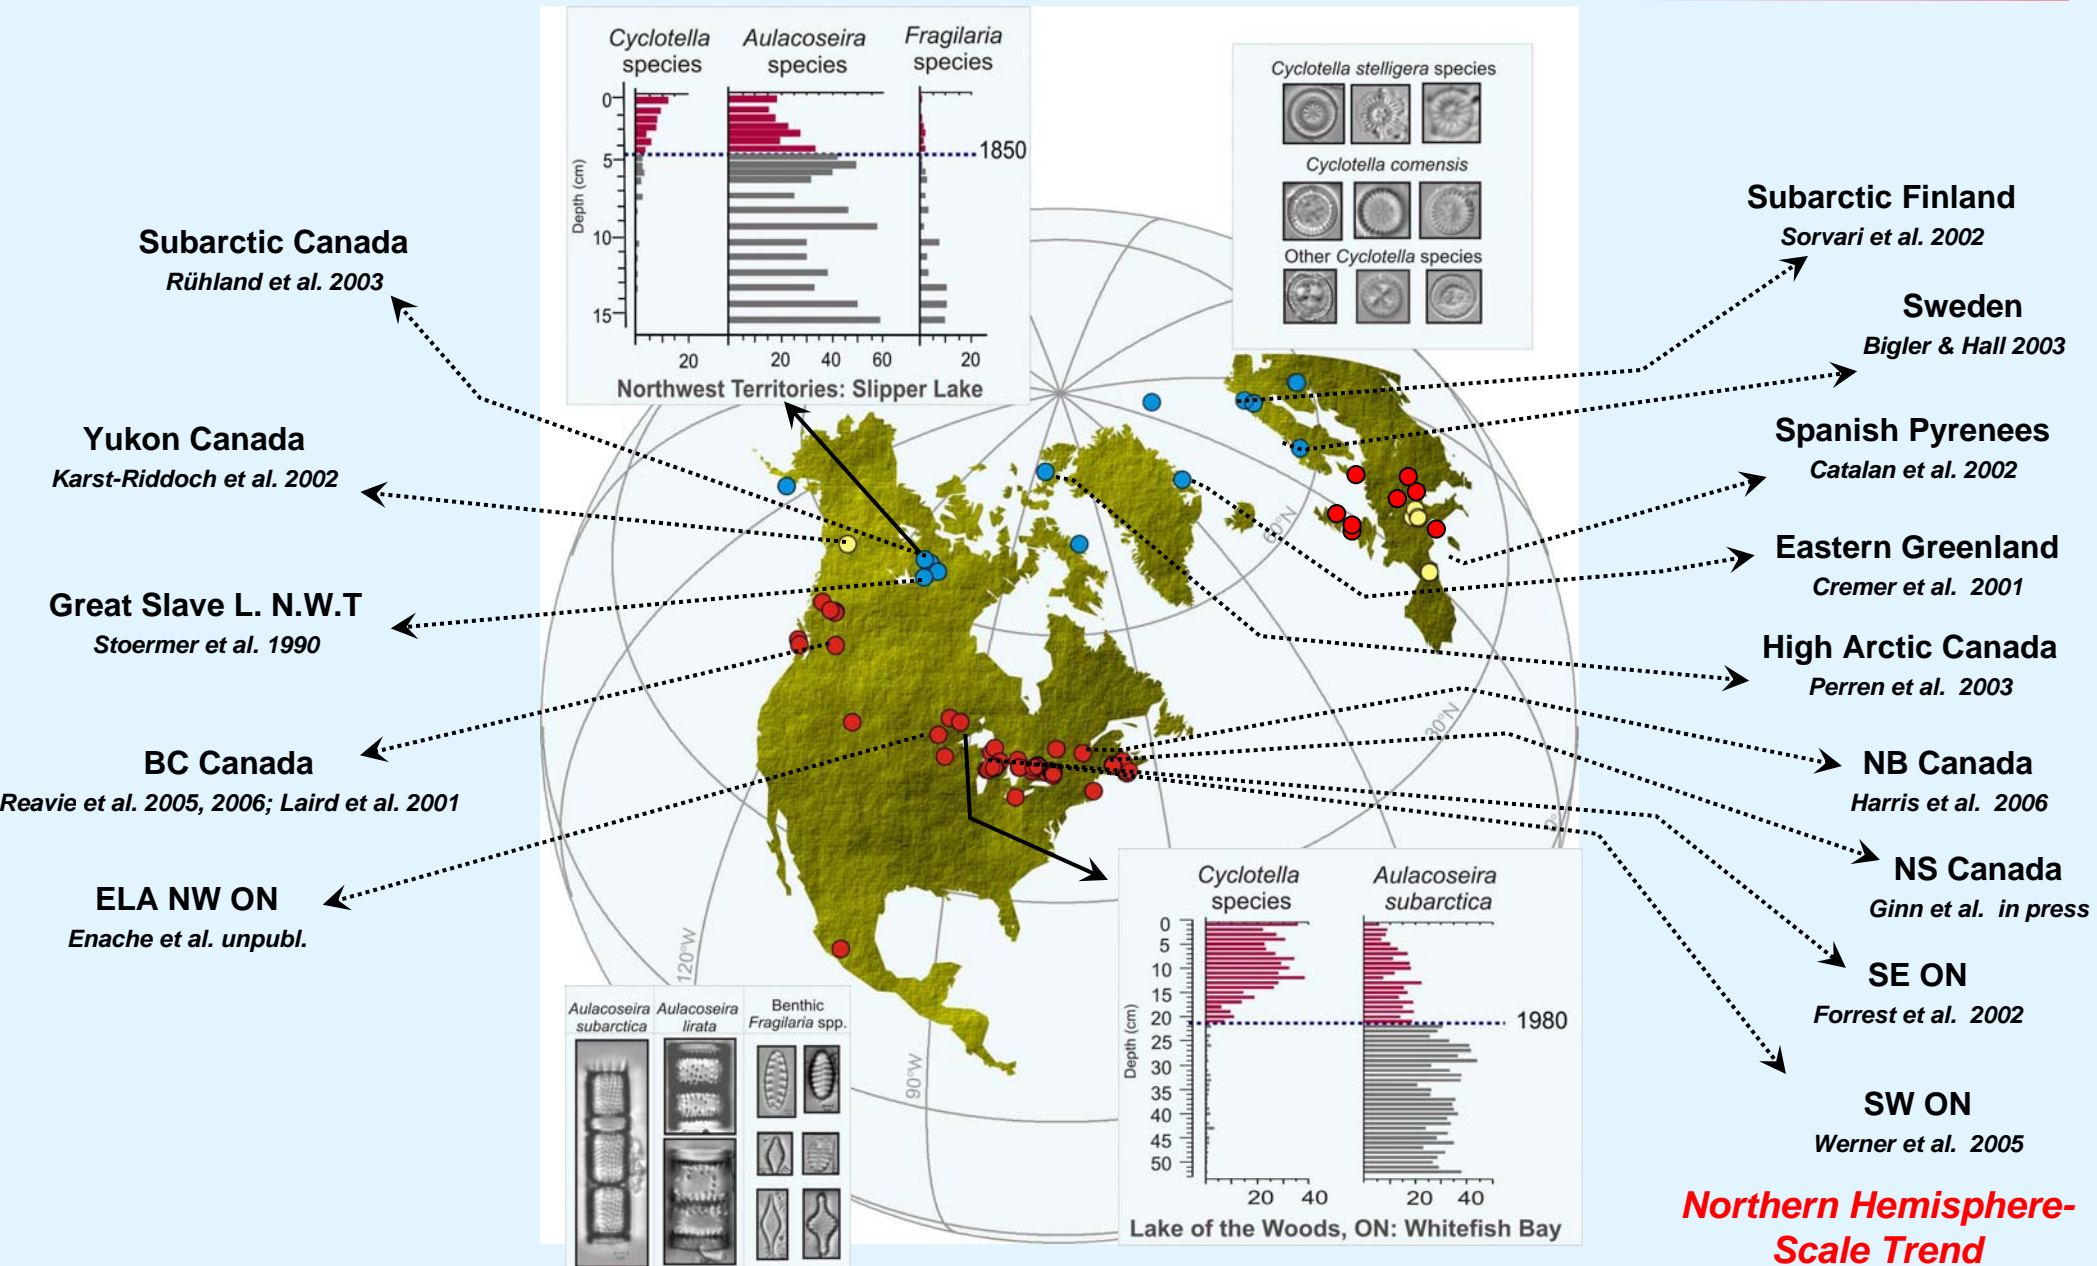 Cyclotella species
Aulacoseira species
Fragilaria species
0
5
10
15
Depth (cm)
1850
20
20 40 60
20
Northwest Territories: Slipper Lake
Cyclotella stelligera species
Cyclotella comensis
Other Cyclotella species
Subarctic Canada
Rühland et al. 2003
Yukon Canada
Karst-Riddoch et al. 2002
Great Slave L. N.W.T
Stoermer et al. 1990
BC Canada
Reavie et al. 2005, 2006; Laird et al. 2001
ELA NW ON
Enache et al. unpubl.
Subarctic Finland
Sorvari et al. 2002
Sweden
Bigler & Hall 2003
Spanish Pyrenees
Catalan et al. 2002
Eastern Greenland
Cremer et al. 2001
High Arctic Canada
Perren et al. 2003
NB Canada
Harris et al. 2006
NS Canada
Ginn et al. in press
SE ON
Forrest et al. 2002
SW ON
Werner et al. 2005
Northern Hemisphere-
Scale Trend
60°N
30°N
0°
120°W
90°W
Aulacoseira
subarctica
Aulacoseira
lirata
Benthic
Fragilaria spp.
Cyclotella
species
Aulacoseira
subarctica
0
5
10
15
20
25
30
35
40
45
50
Depth (cm)
1980
20 40
20 40
Lake of the Woods, ON: Whitefish Bay